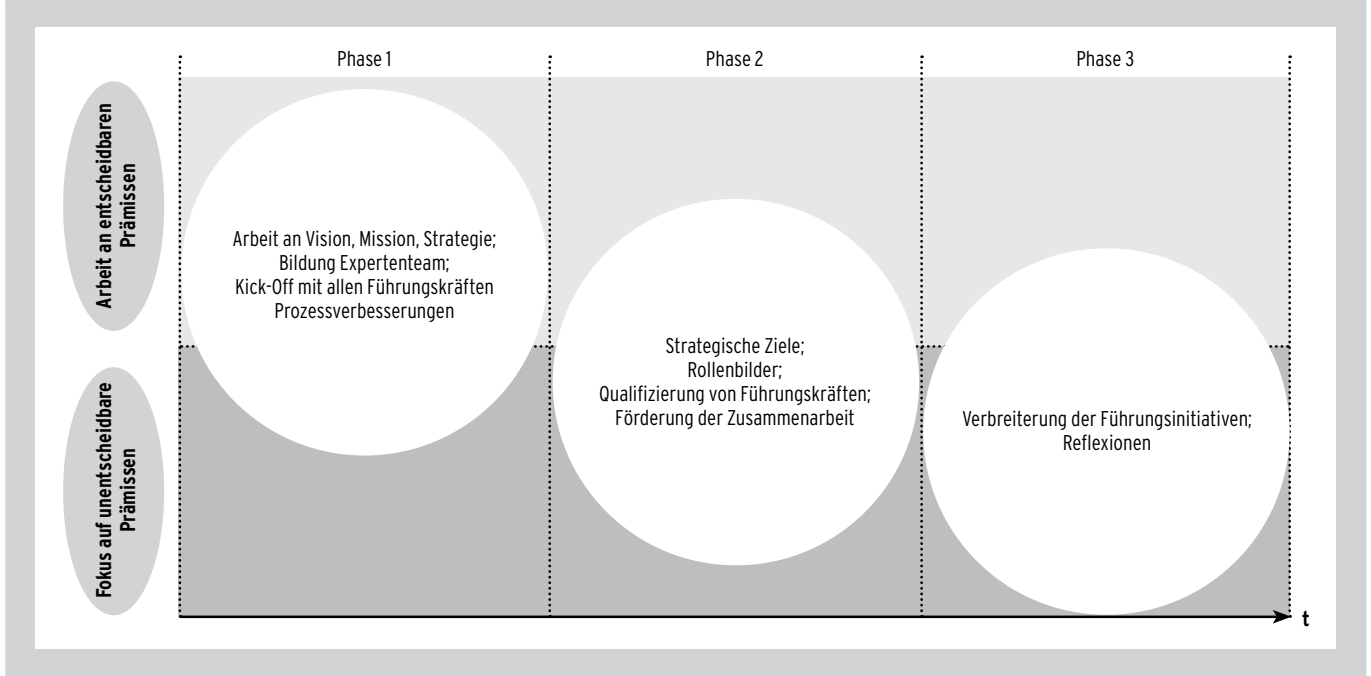 Phase 1
Phase 2
Phase 3
Arbeit an entscheidbaren
Prämissen
Fokus auf unentscheidbare
Prämissen
Arbeit an Vision, Mission, Strategie;
Bildung Expertenteam;
Kick-Off mit allen Führungskräften
Prozessverbesserungen
Strategische Ziele;
Rollenbilder;
Qualifizierung von Führungskräften;
Förderung der Zusammenarbeit
Verbreiterung der Führungsinitiativen;
Reflexionen
t